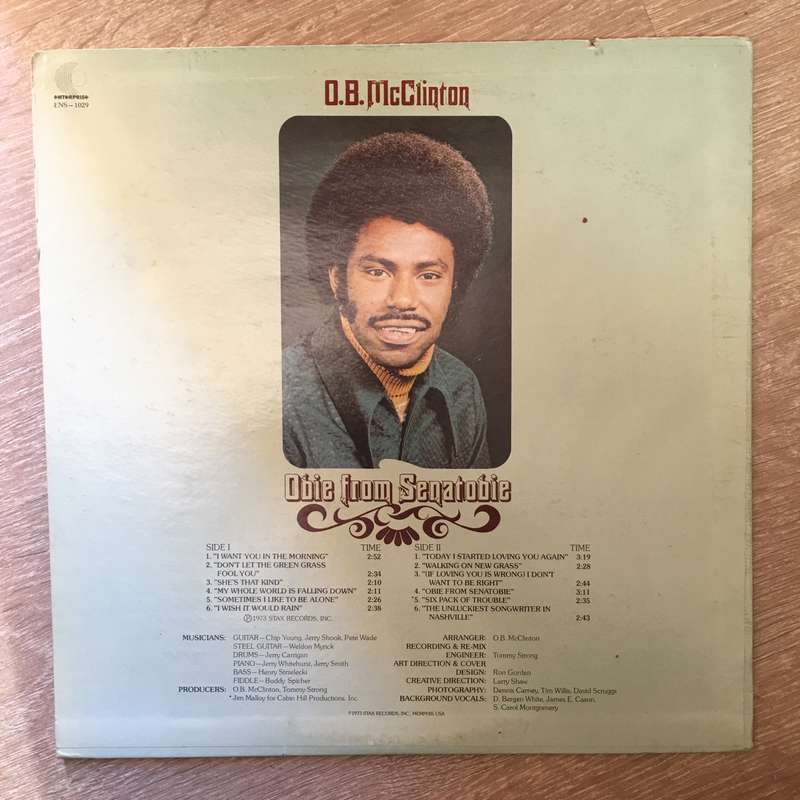 ENTERPRISE
ENS-1029
O.B. McClinton
Obie from Senatobie
SIDE I TIME
1. "I WANT YOU IN THE MORNING" 2:52
2. "DON'T LET THE GREEN GRASS
FOOL YOU" 2:34
3. "SHE'S THAT KIND" 2:10
4. "MY WHOLE WORLD IS FALLING DOWN" 2:11
5. "SOMETIMES I LIKE TO BE ALONE" 2:26
6. "I WISH IT WOULD RAIN" 2:38
Ⓟ1973 STAX RECORDS, INC.
SIDE II TIME
1. "TODAY I STARTED LOVING YOU AGAIN" 3:19
2. "WALKING ON NEW GRASS" 2:28
3. "(IF LOVING YOU IS WRONG) I DON'T
WANT TO BE RIGHT" 2:44
4. "OBIE FROM SENATOBIE" 3:11
*5. "SIX PACK OF TROUBLE" 2:35
6. "THE UNLUCKIEST SONGWRITER IN
NASHVILLE" 2:43
MUSICIANS: GUITAR—Chip Young, Jerry Shook, Pete Wade
STEEL GUITAR—Weldon Myrick
DRUMS—Jerry Carrigan
PIANO—Jerry Whitehurst, Jerry Smith
BASS—Henry Strzelecki
FIDDLE—Buddy Spicher
PRODUCERS: O.B. McClinton, Tommy Strong
*Jim Malloy for Cabin Hill Productions, Inc.
ARRANGER: O.B. McClinton
RECORDING & RE-MIX
ENGINEER: Tommy Strong
ART DIRECTION & COVER
DESIGN: Ron Gorden
CREATIVE DIRECTION: Larry Shaw
PHOTOGRAPHY: Dennis Carney, Tim Willis, David Scruggs
BACKGROUND VOCALS: D. Bergen White, James E. Cason,
S. Carol Montgomery
©1973 STAX RECORDS, INC., MEMPHIS, USA